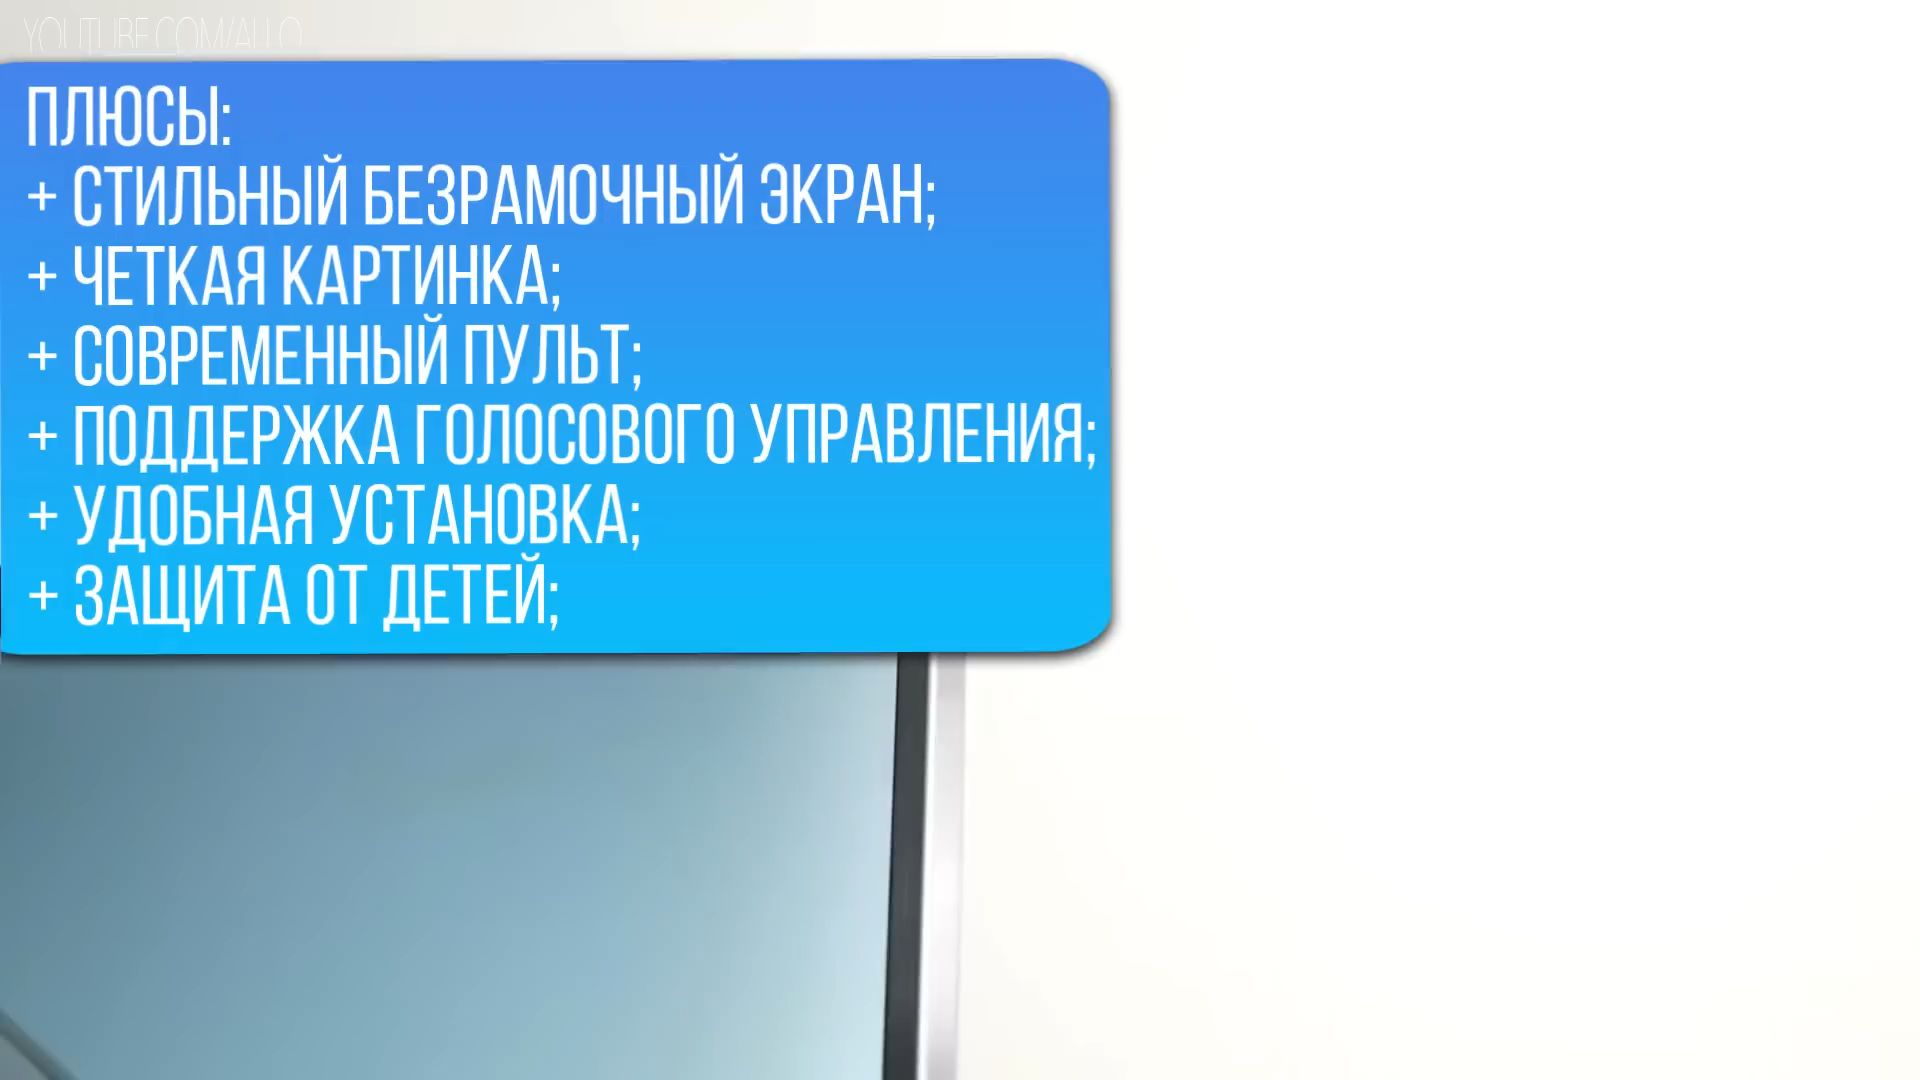 YOUTUBE.COM/ALLO
ПЛЮСЫ:
+ СТИЛЬНЫЙ БЕЗРАМОЧНЫЙ ЭКРАН;
+ ЧЕТКАЯ КАРТИНКА;
+ СОВРЕМЕННЫЙ ПУЛЬТ;
+ ПОДДЕРЖКА ГОЛОСОВОГО УПРАВЛЕНИЯ;
+ УДОБНАЯ УСТАНОВКА;
+ ЗАЩИТА ОТ ДЕТЕЙ;